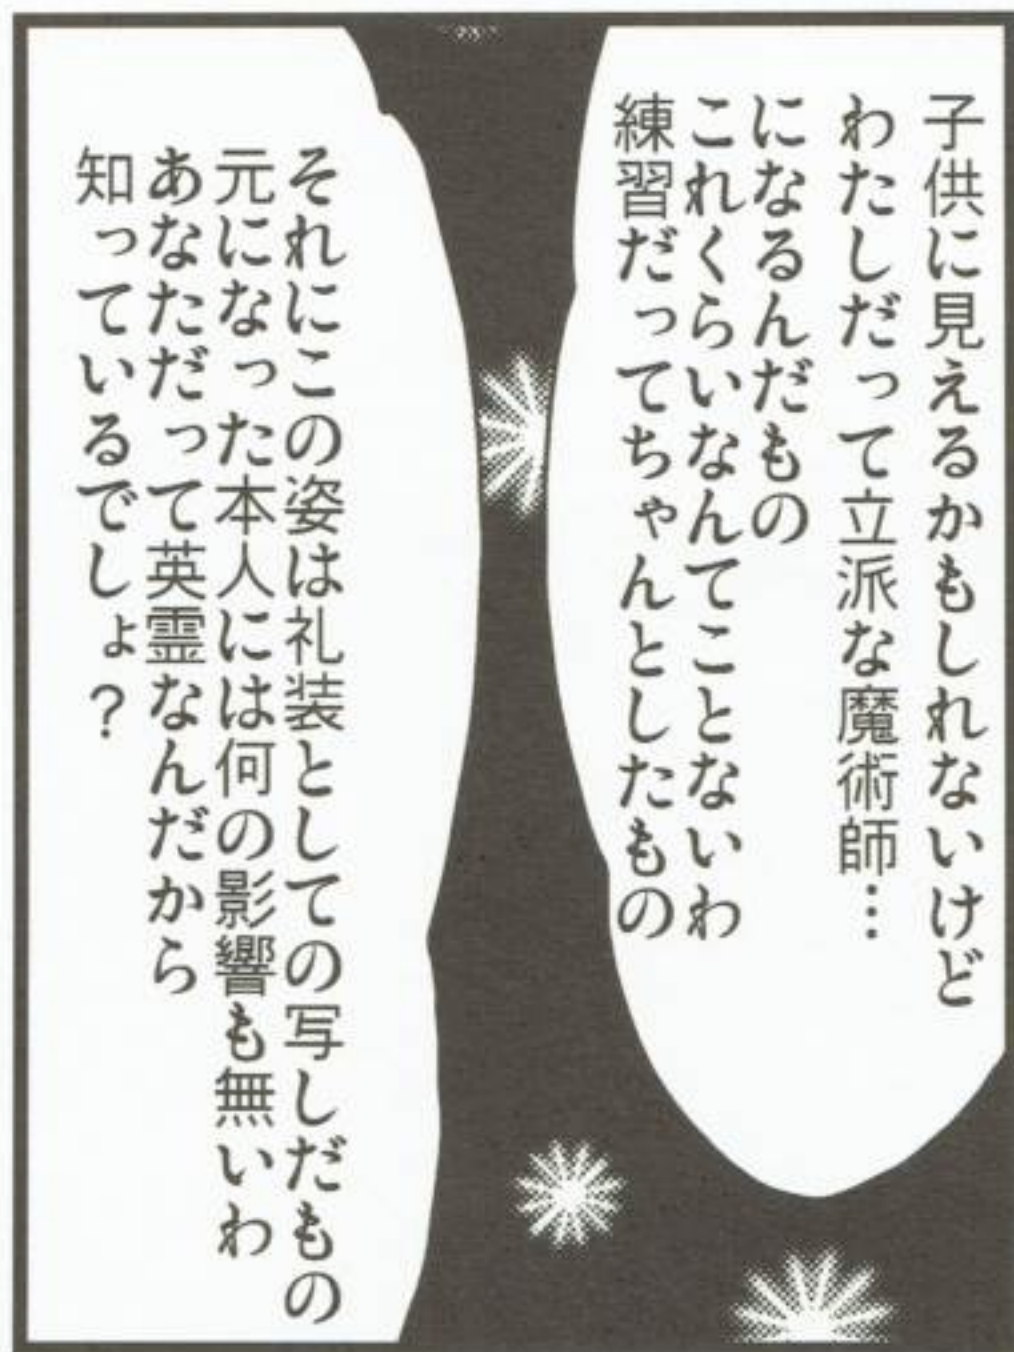 子供に見えるかもしれないけど
わたしだって立派な魔術師…
になるんだもの
これくらいなんてことないわ
練習だってちゃんとしたもの
それにこの姿は礼装としての写しだもの
元になった本人には何の影響も無いわ
あなただって英霊なんだから
知っているでしょ？